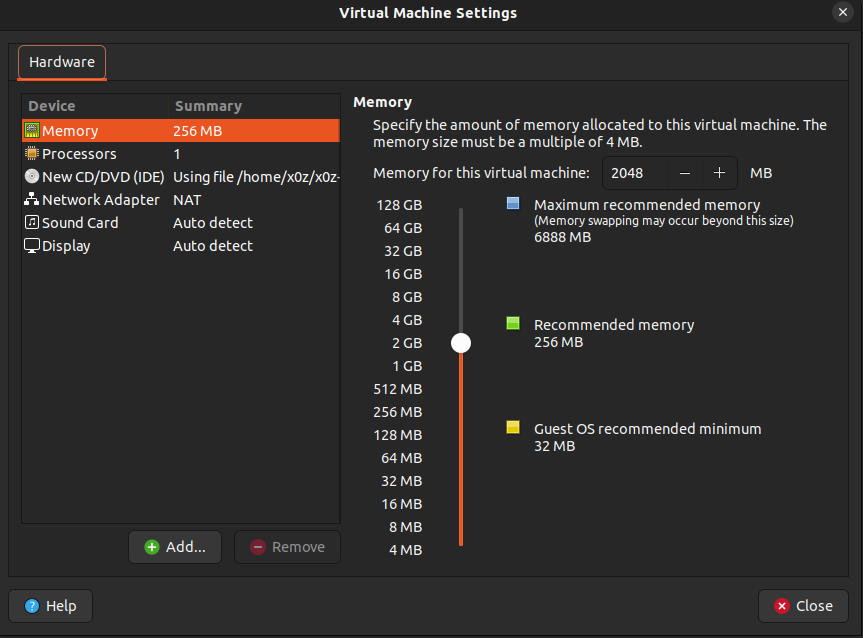 Virtual Machine Settings
Hardware
Device Summary
Memory 256 MB
Processors 1
New CD/DVD (IDE) Using file /home/x0z/x0z-
Network Adapter NAT
Sound Card Auto detect
Display Auto detect
Add...
Remove
Memory
Specify the amount of memory allocated to this virtual machine. The
memory size must be a multiple of 4 MB.
Memory for this virtual machine: 2048 − + MB
128 GB
64 GB
32 GB
16 GB
8 GB
4 GB
2 GB
1 GB
512 MB
256 MB
128 MB
64 MB
32 MB
16 MB
8 MB
4 MB
Maximum recommended memory
(Memory swapping may occur beyond this size)
6888 MB
Recommended memory
256 MB
Guest OS recommended minimum
32 MB
Help
Close